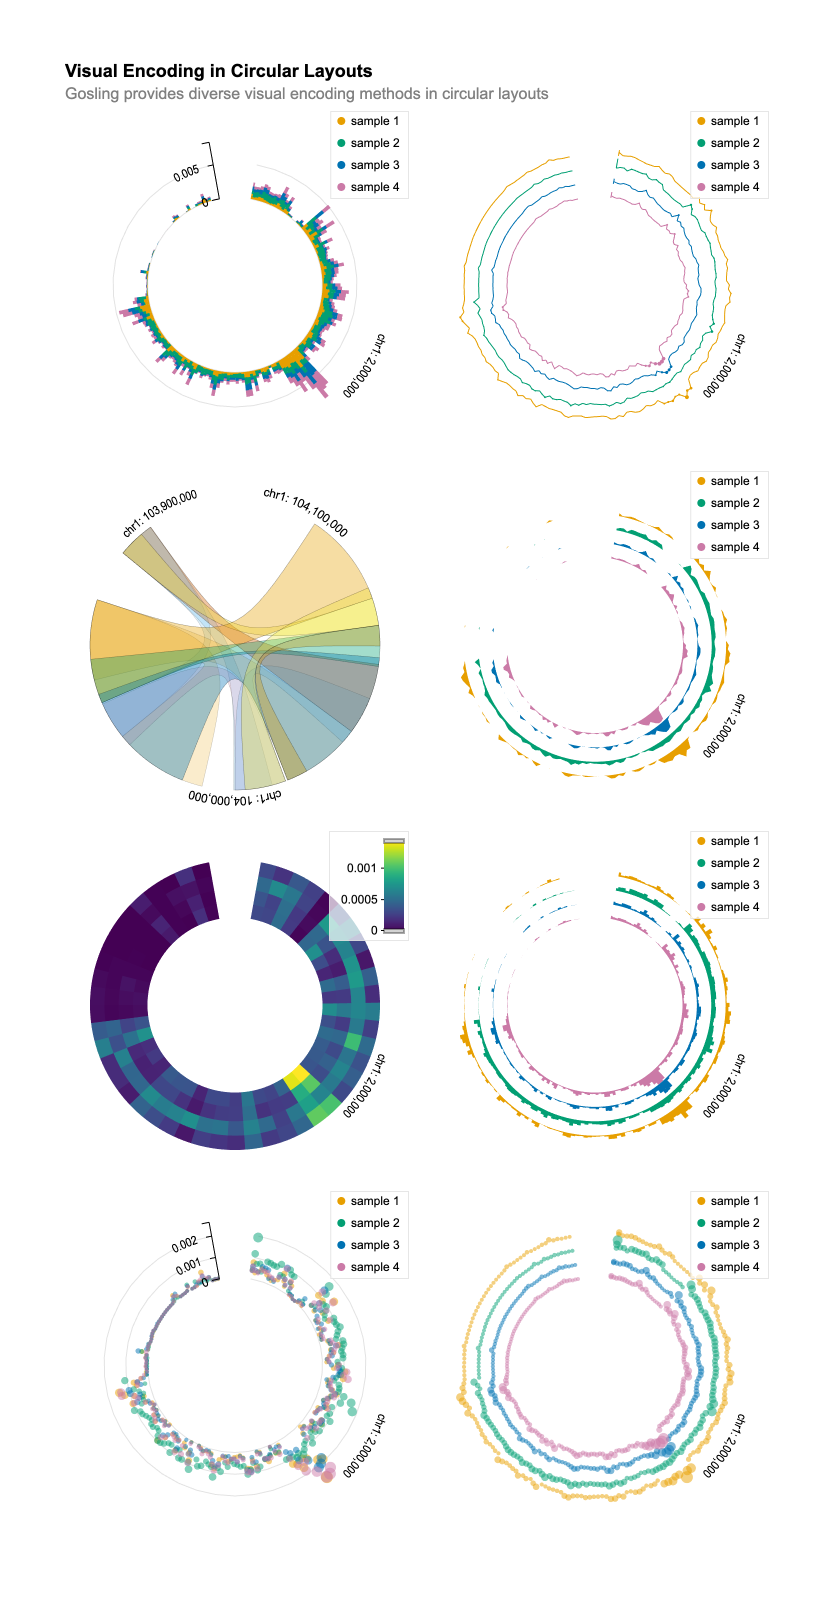 Visual Encoding in Circular Layouts
Gosling provides diverse visual encoding methods in circular layouts
sample 1
sample 2
sample 3
sample 4
0.005
0
chr1: 2,000,000
sample 1
sample 2
sample 3
sample 4
chr1: 2,000,000
chr1: 103,900,000
chr1: 104,100,000
chr1: 104,000,000
sample 1
sample 2
sample 3
sample 4
chr1: 2,000,000
0.001
0.0005
0
chr1: 2,000,000
sample 1
sample 2
sample 3
sample 4
chr1: 2,000,000
sample 1
sample 2
sample 3
sample 4
0.002
0.001
0
chr1: 2,000,000
sample 1
sample 2
sample 3
sample 4
chr1: 2,000,000